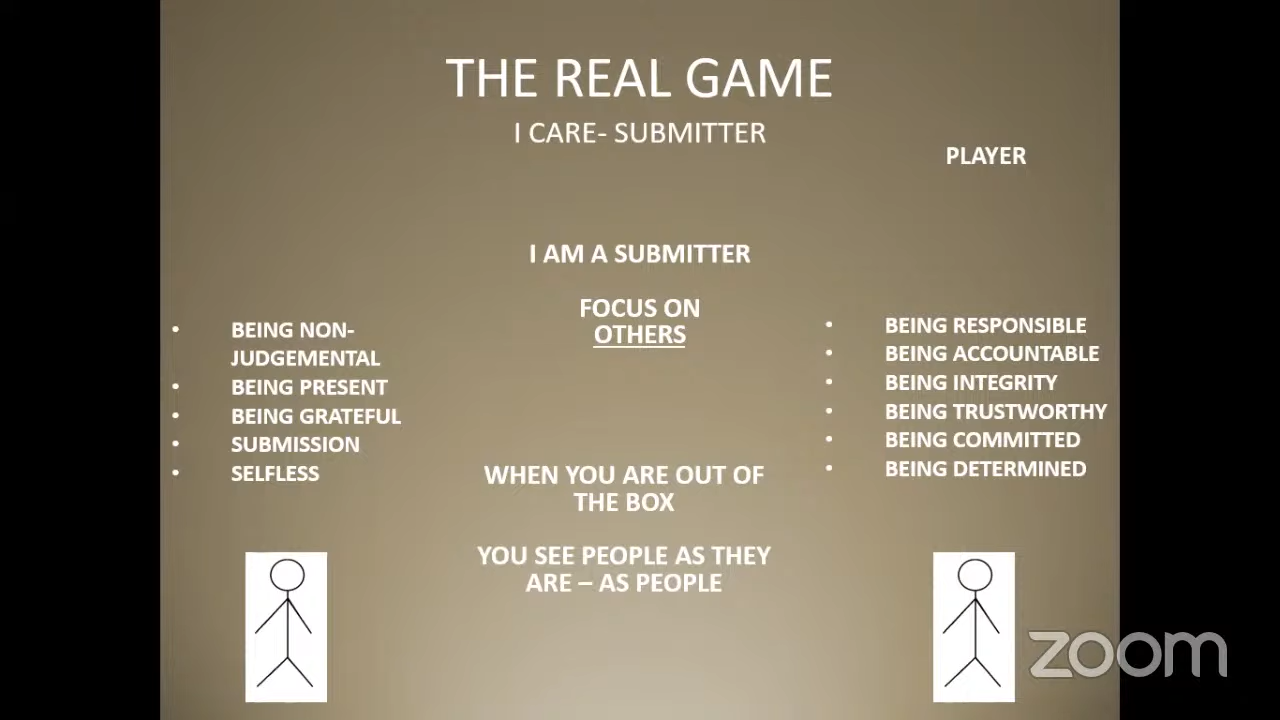 THE REAL GAME
I CARE- SUBMITTER
PLAYER
I AM A SUBMITTER
FOCUS ON
OTHERS
• BEING NON-
JUDGEMENTAL
• BEING PRESENT
• BEING GRATEFUL
• SUBMISSION
• SELFLESS
• BEING RESPONSIBLE
• BEING ACCOUNTABLE
• BEING INTEGRITY
• BEING TRUSTWORTHY
• BEING COMMITTED
• BEING DETERMINED
WHEN YOU ARE OUT OF
THE BOX
YOU SEE PEOPLE AS THEY
ARE – AS PEOPLE
zoom